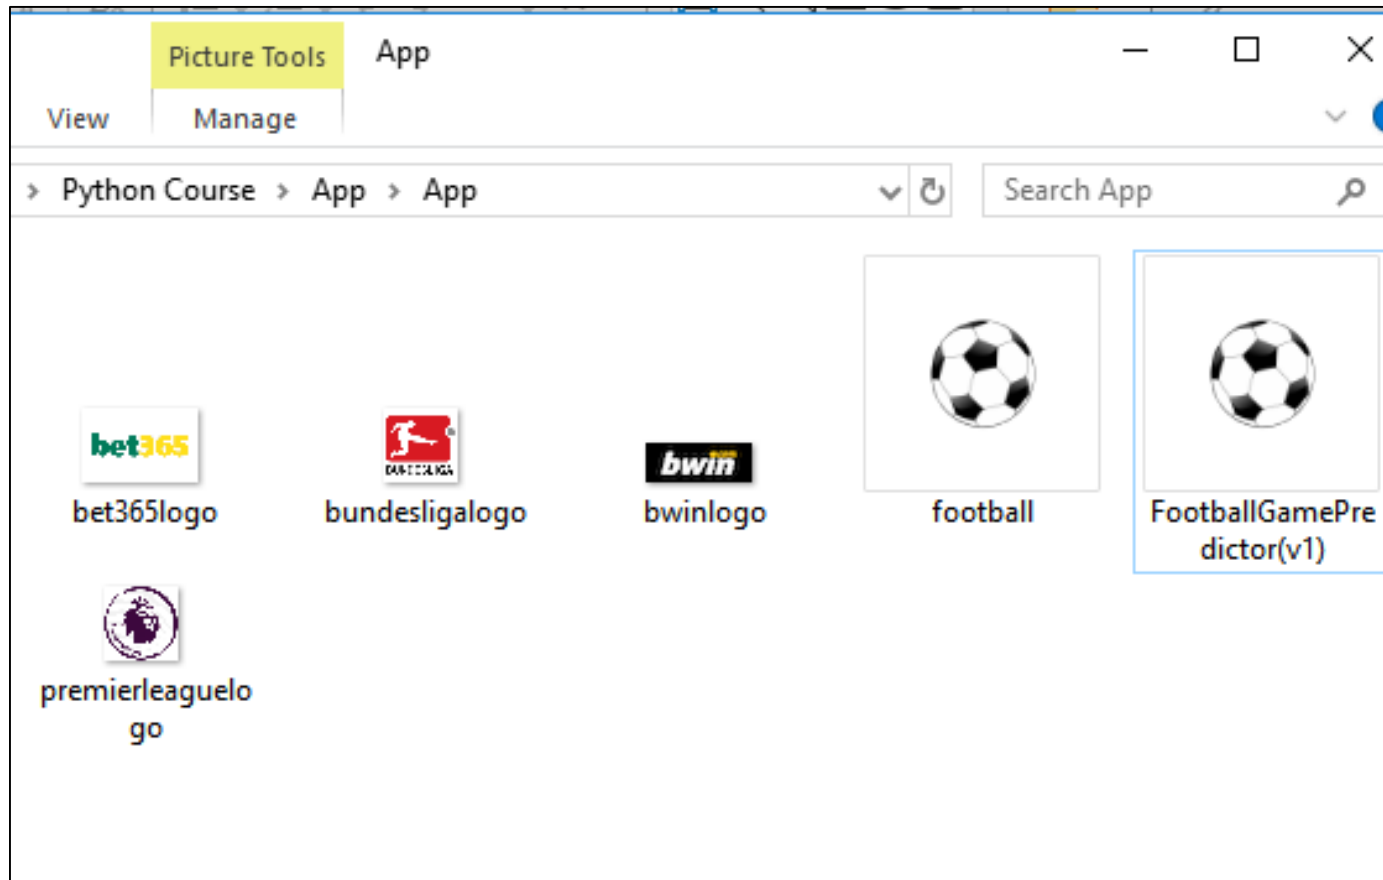 Picture Tools
App
View
Manage
Python Course
App
App
Search App
bet365
BUNDESLIGA
bwin
bet365logo
bundesligalogo
bwinlogo
football
FootballGamePre
dictor(v1)
premierleaguelo
go